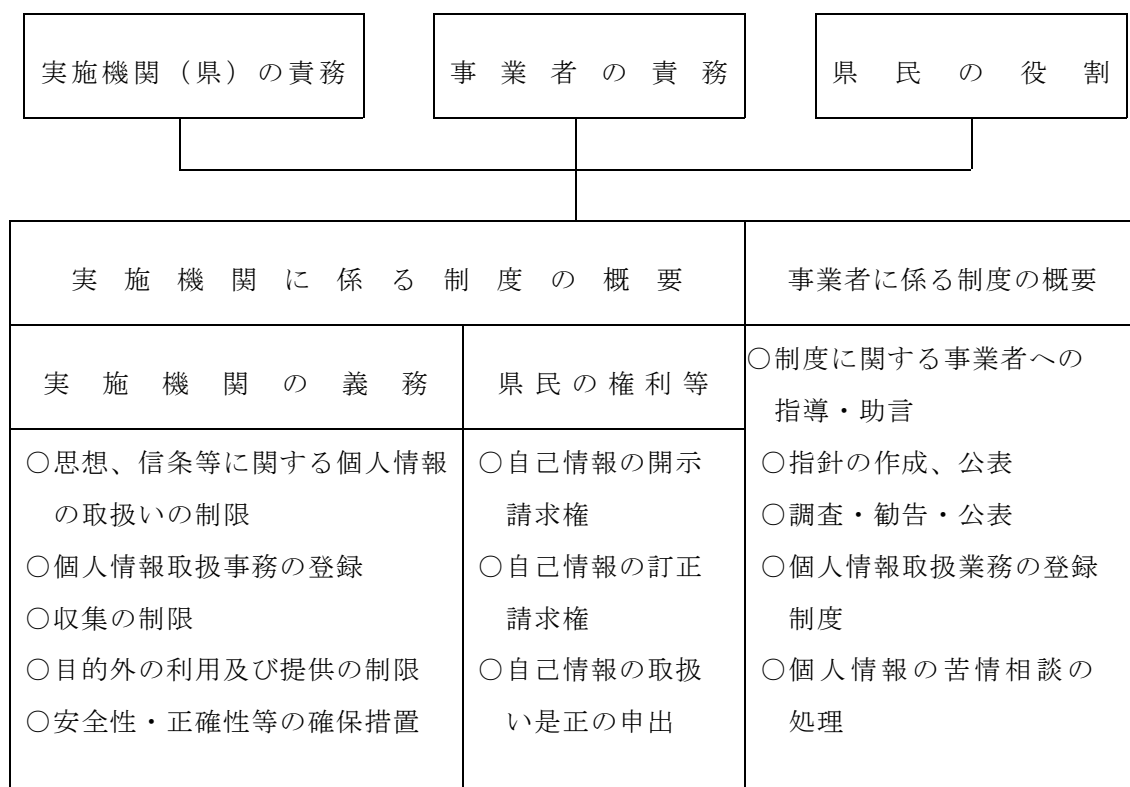 実施機関（県）の責務
事業者の責務
県民の役割
実施機関に係る制度の概要
事業者に係る制度の概要
実施機関の義務
県民の権利等
○思想、信条等に関する個人情報
の取扱いの制限
○個人情報取扱事務の登録
○収集の制限
○目的外の利用及び提供の制限
○安全性・正確性等の確保措置
○自己情報の開示
請求権
○自己情報の訂正
請求権
○自己情報の取扱
い是正の申出
○制度に関する事業者への
指導・助言
○指針の作成、公表
○調査・勧告・公表
○個人情報取扱業務の登録
制度
○個人情報の苦情相談の
処理